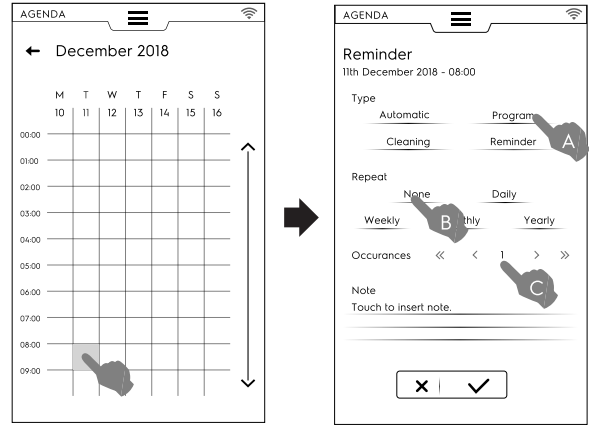 AGENDA
December 2018
M T W T F S S
10 11 12 13 14 15 16
00:00
01:00
02:00
03:00
04:00
05:00
06:00
07:00
08:00
09:00
AGENDA
Reminder
11th December 2018 - 08:00
Type
Automatic Program
A
Cleaning Reminder
Repeat
None Daily
Weekly B thly Yearly
Occurances « < 1 > »
C
Note
Touch to insert note.